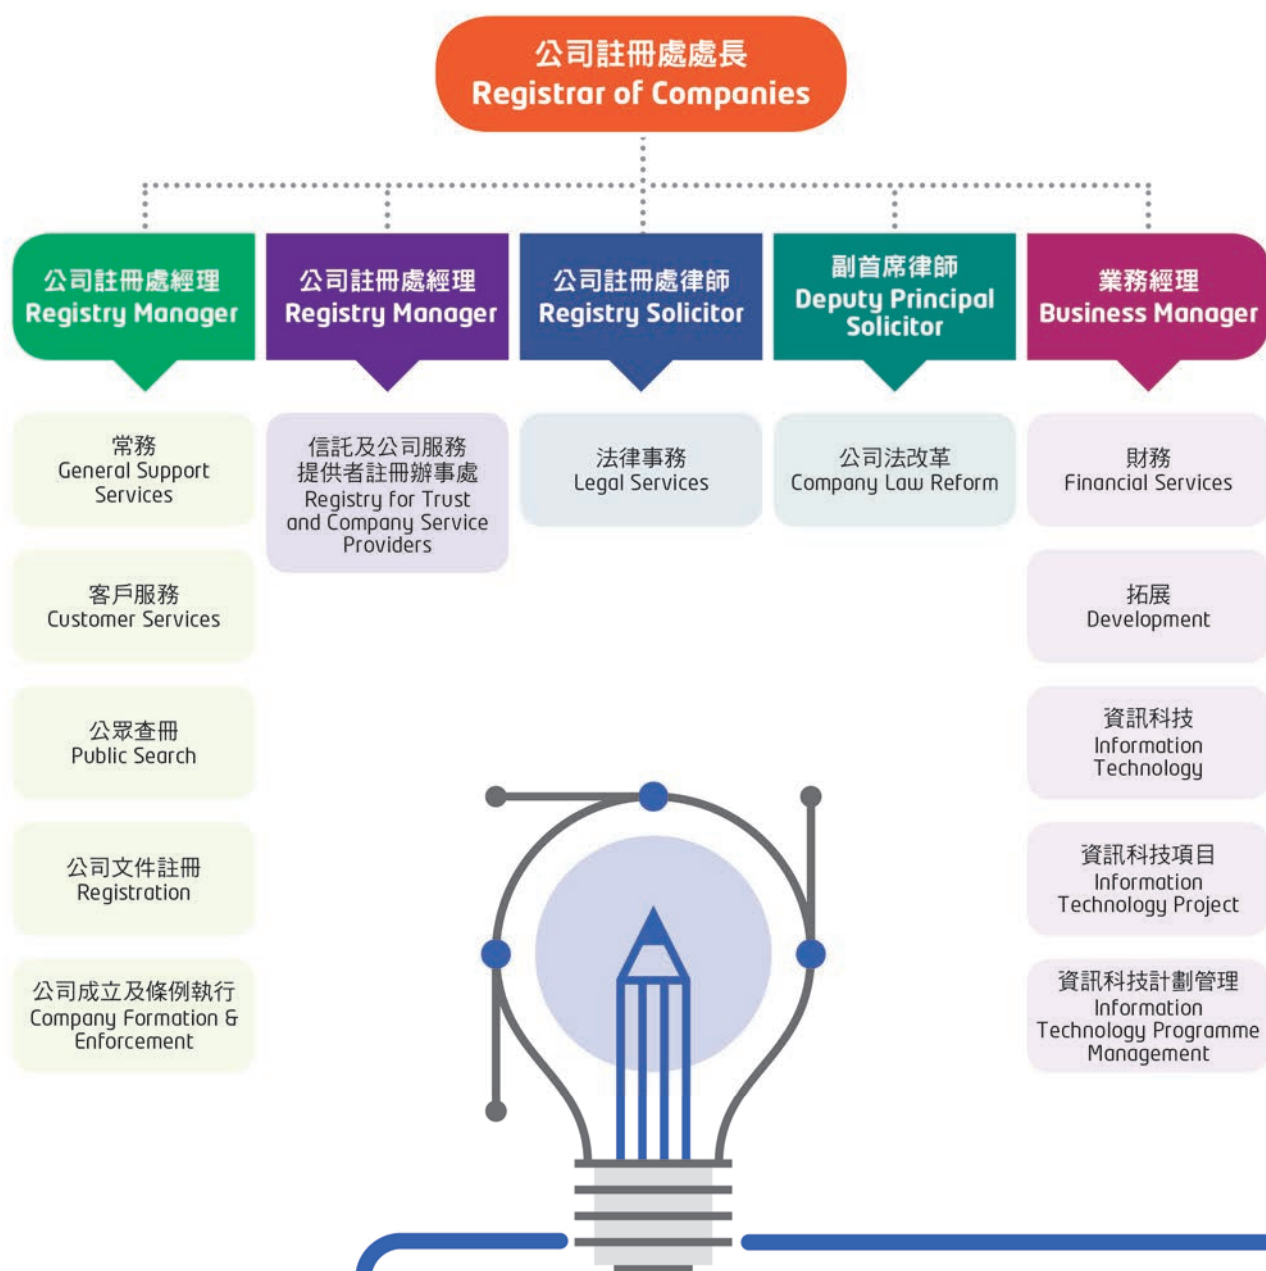 公司註冊處處長
Registrar of Companies
公司註冊處經理
Registry Manager
公司註冊處經理
Registry Manager
公司註冊處律師
Registry Solicitor
副首席律師
Deputy Principal
Solicitor
業務經理
Business Manager
常務
General Support
Services
客戶服務
Customer Services
公眾查冊
Public Search
公司文件註冊
Registration
公司成立及條例執行
Company Formation &
Enforcement
信託及公司服務
提供者註冊辦事處
Registry for Trust
and Company Service
Providers
法律事務
Legal Services
公司法改革
Company Law Reform
財務
Financial Services
拓展
Development
資訊科技
Information
Technology
資訊科技項目
Information
Technology Project
資訊科技計劃管理
Information
Technology Programme
Management